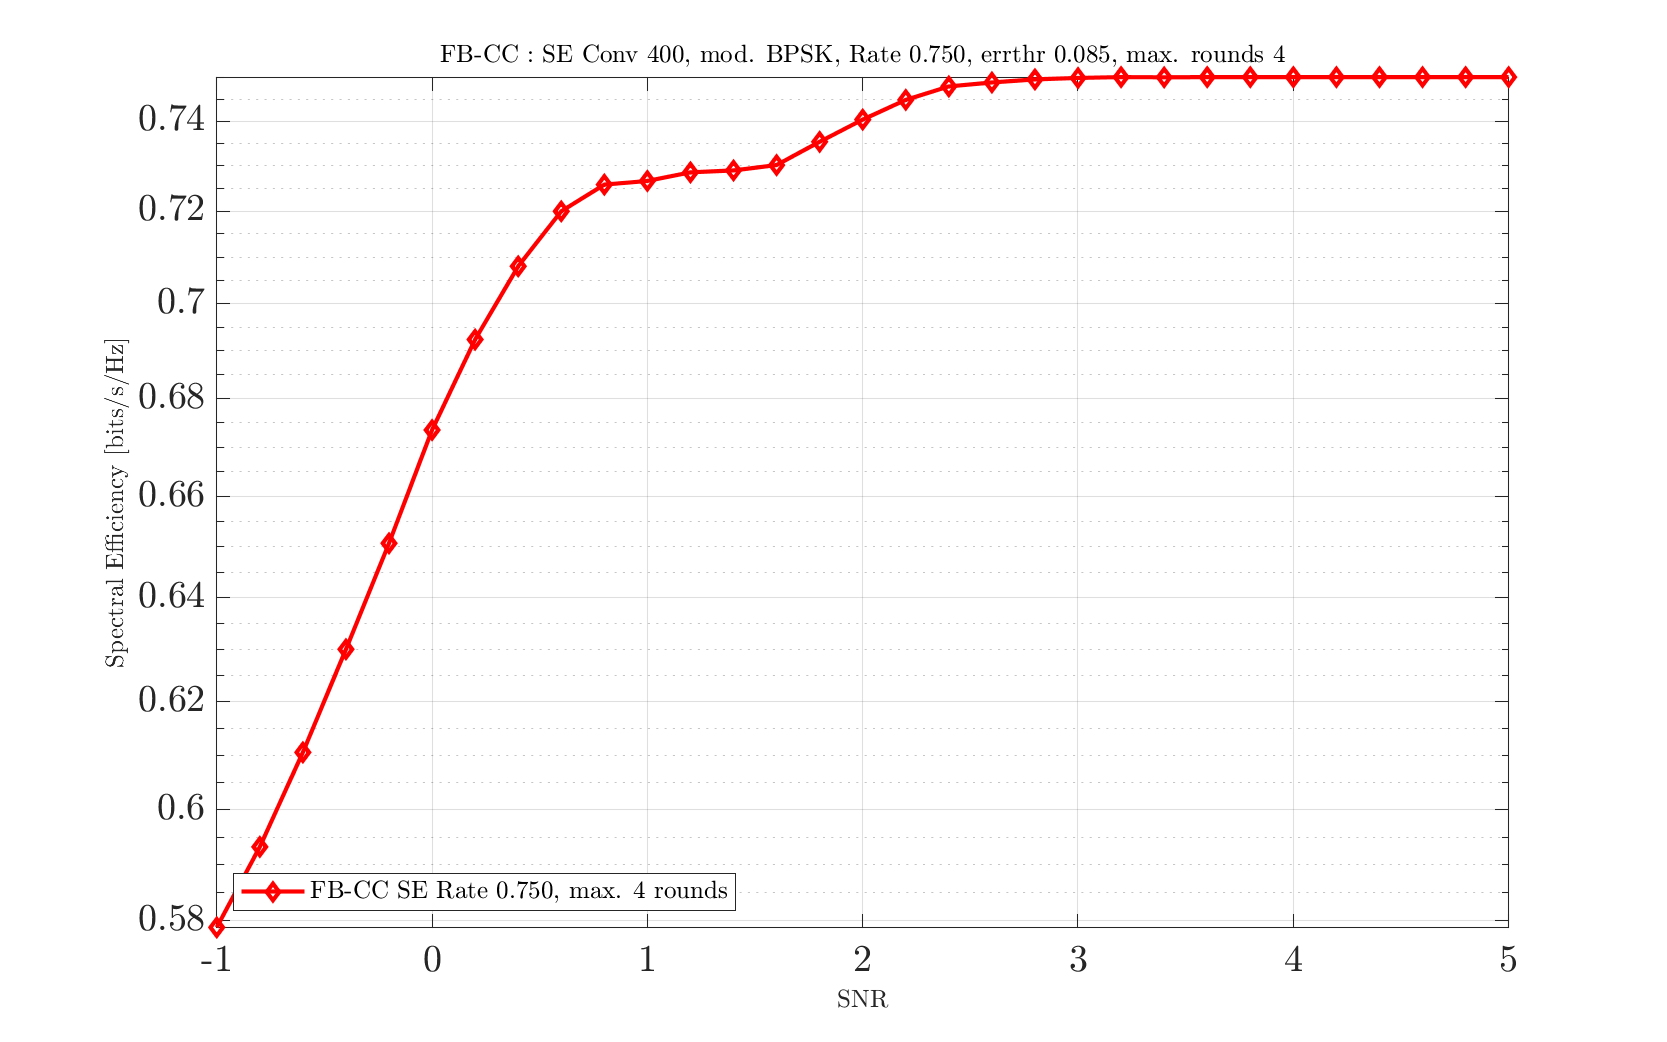 FB-CC : SE Conv 400, mod. BPSK, Rate 0.750, errthr 0.085, max. rounds 4
Spectral Efficiency [bits/s/Hz]
0.74
0.72
0.7
0.68
0.66
0.64
0.62
0.6
0.58
FB-CC SE Rate 0.750, max. 4 rounds
-1 0 1 2 3 4 5
SNR